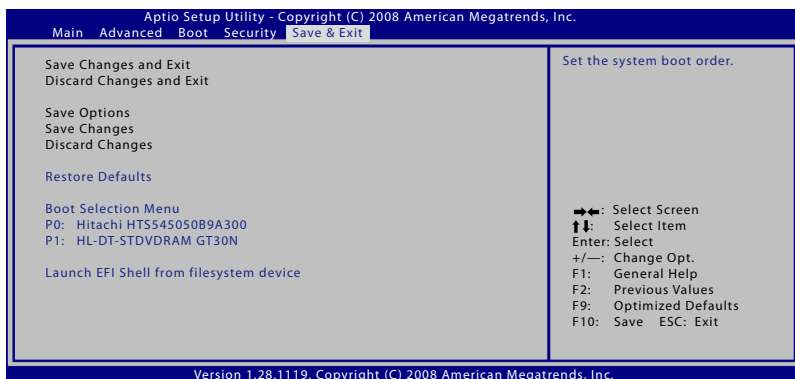 Aptio Setup Utility - Copyright (C) 2008 American Megatrends, Inc.
Main Advanced Boot Security Save & Exit
Save Changes and Exit
Discard Changes and Exit
Save Options
Save Changes
Discard Changes
Restore Defaults
Boot Selection Menu
P0: Hitachi HTS545050B9A300
P1: HL-DT-STDVDRAM GT30N
Launch EFI Shell from filesystem device
Set the system boot order.
→←: Select Screen
↑↓: Select Item
Enter: Select
+/—: Change Opt.
F1: General Help
F2: Previous Values
F9: Optimized Defaults
F10: Save ESC: Exit
Version 1.28.1119. Copyright (C) 2008 American Megatrends, Inc.